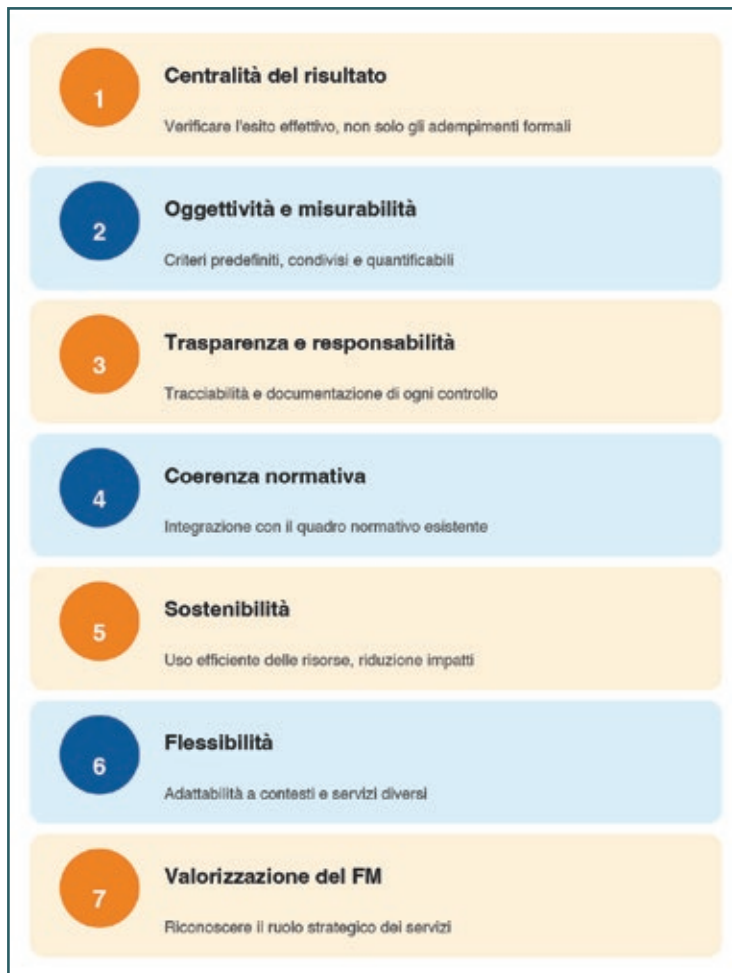 1
Centralità del risultato
Verificare l'esito effettivo, non solo gli adempimenti formali
2
Oggettività e misurabilità
Criteri predefiniti, condivisi e quantificabili
3
Trasparenza e responsabilità
Tracciabilità e documentazione di ogni controllo
4
Coerenza normativa
Integrazione con il quadro normativo esistente
5
Sostenibilità
Uso efficiente delle risorse, riduzione impatti
6
Flessibilità
Adattabilità a contesti e servizi diversi
7
Valorizzazione del FM
Riconoscere il ruolo strategico dei servizi